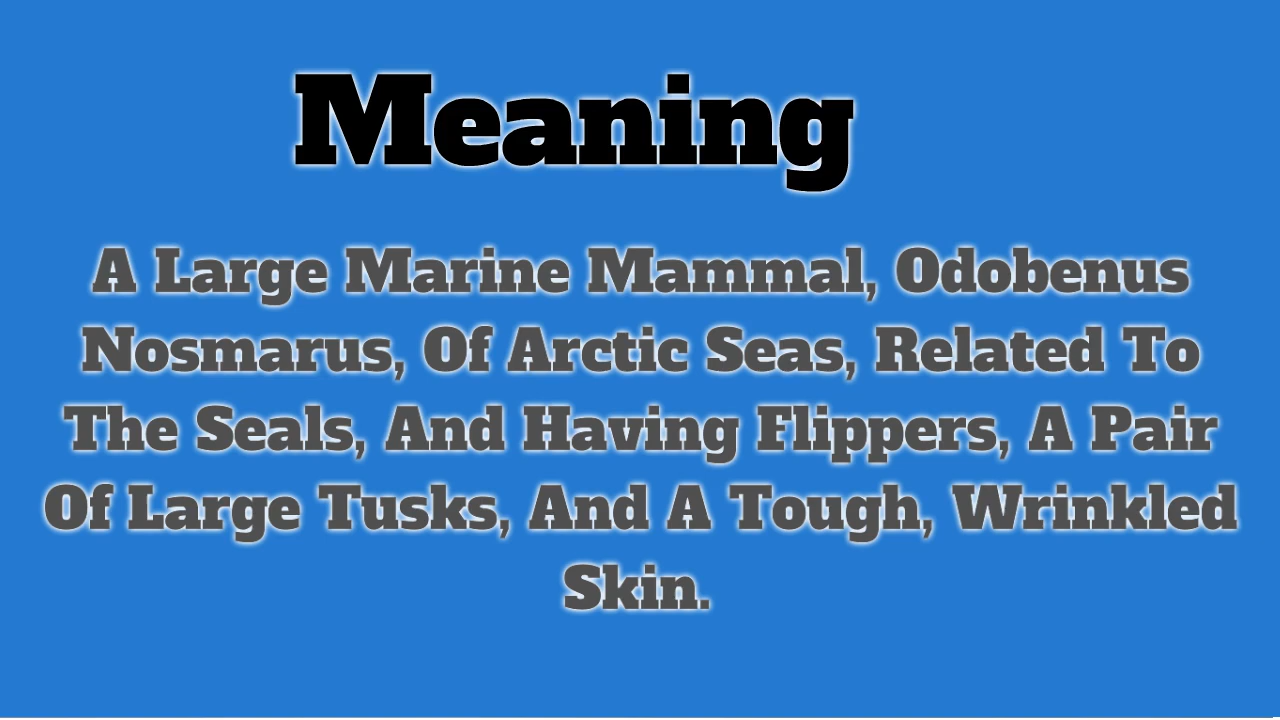 Meaning
A Large Marine Mammal, Odobenus
Nosmarus, Of Arctic Seas, Related To
The Seals, And Having Flippers, A Pair
Of Large Tusks, And A Tough, Wrinkled
Skin.